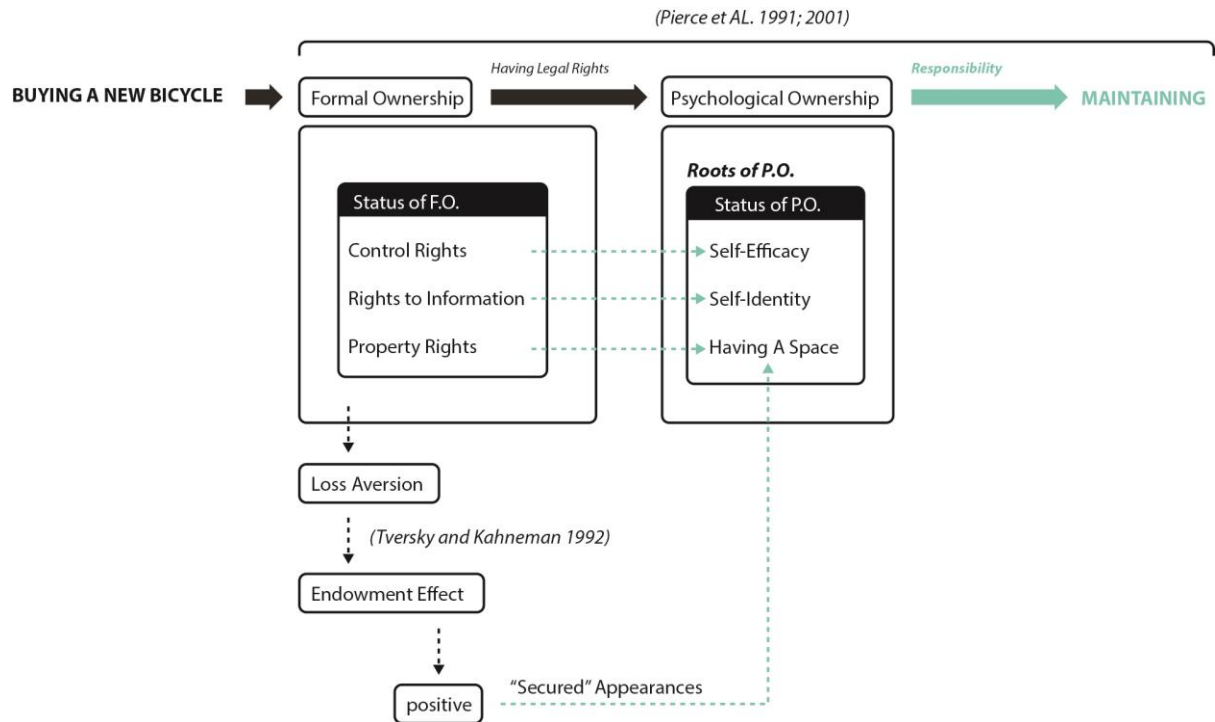 (Pierce et AL. 1991; 2001)
Having Legal Rights
Responsibility
BUYING A NEW BICYCLE
Formal Ownership
Psychological Ownership
MAINTAINING
Roots of P.O.
Status of F.O.
Status of P.O.
Control Rights
Self-Efficacy
Rights to Information
Self-Identity
Property Rights
Having A Space
Loss Aversion
(Tversky and Kahneman 1992)
Endowment Effect
“Secured” Appearances
positive